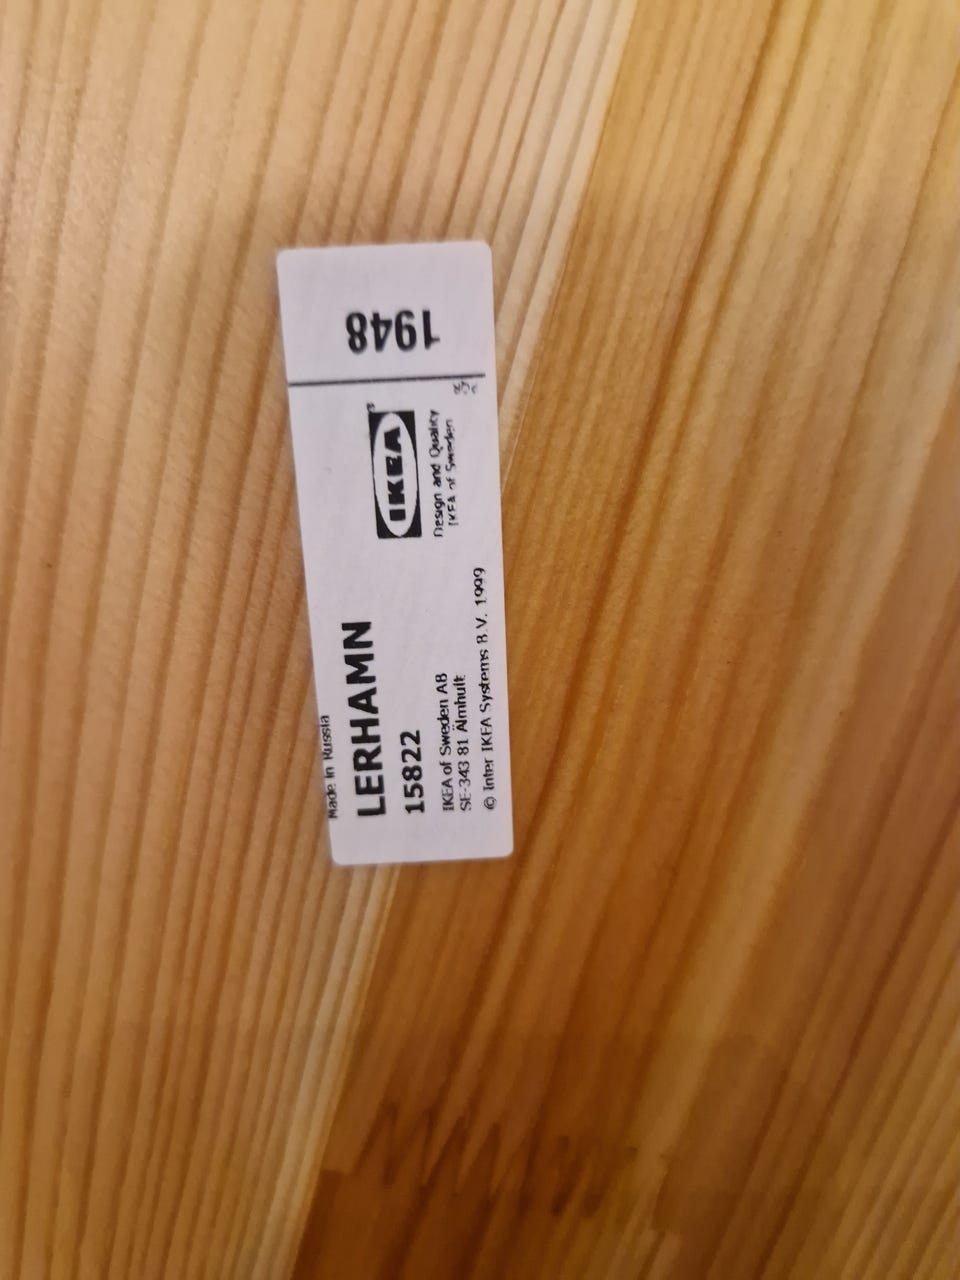 Made in Russia
LERHAMN
15822
IKEA of Sweden AB
SE-343 81 Älmhult
© Inter IKEA Systems B.V. 1999
IKEA®
Design and Quality
IKEA of Sweden
1948